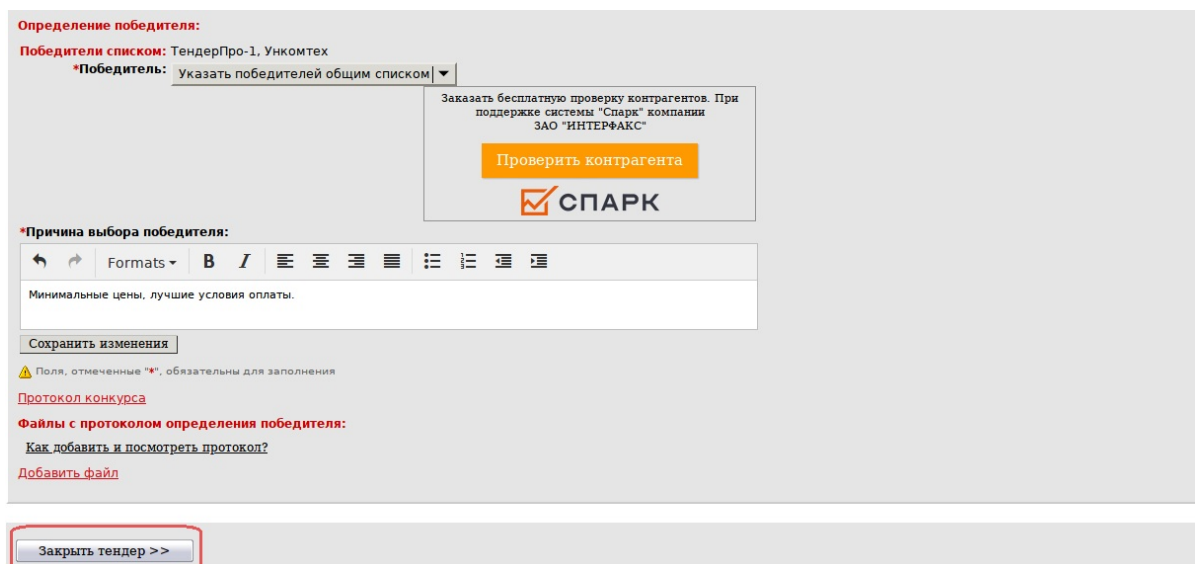 Определение победителя:
Победители списком: ТендерПро-1, Ункомтех
*Победитель: Указать победителей общим списком
Заказать бесплатную проверку контрагентов. При
поддержке системы "Спарк" компании
ЗАО "ИНТЕРФАКС"
Проверить контрагента
СПАРК
*Причина выбора победителя:
Formats B I
Минимальные цены, лучшие условия оплаты.
Сохранить изменения
Поля, отмеченные "*", обязательны для заполнения
Протокол конкурса
Файлы с протоколом определения победителя:
Как добавить и посмотреть протокол?
Добавить файл
Закрыть тендер >>